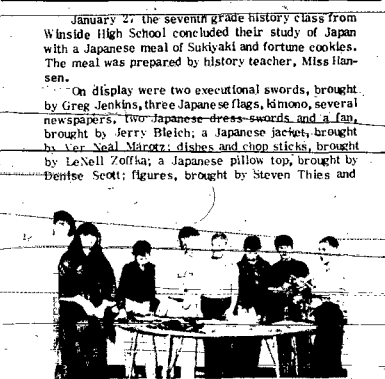 January 27 the seventh grade history class from
Winside High School concluded their study of Japan
with a Japanese meal of Sukiyaki and fortune cookies.
The meal was prepared by history teacher, Miss Han-
sen.
On display were two executional swords, brought
by Greg Jenkins, three Japanese flags, kimono, several
newspapers, two Japanese dress swords and a fan,
brought by Jerry Bleich; a Japanese jacket, brought
by Ver Neal Marotz; dishes and chop sticks, brought
by LeNell Zoffka; a Japanese pillow top, brought by
Denise Scott; figures, brought by Steven Thies and